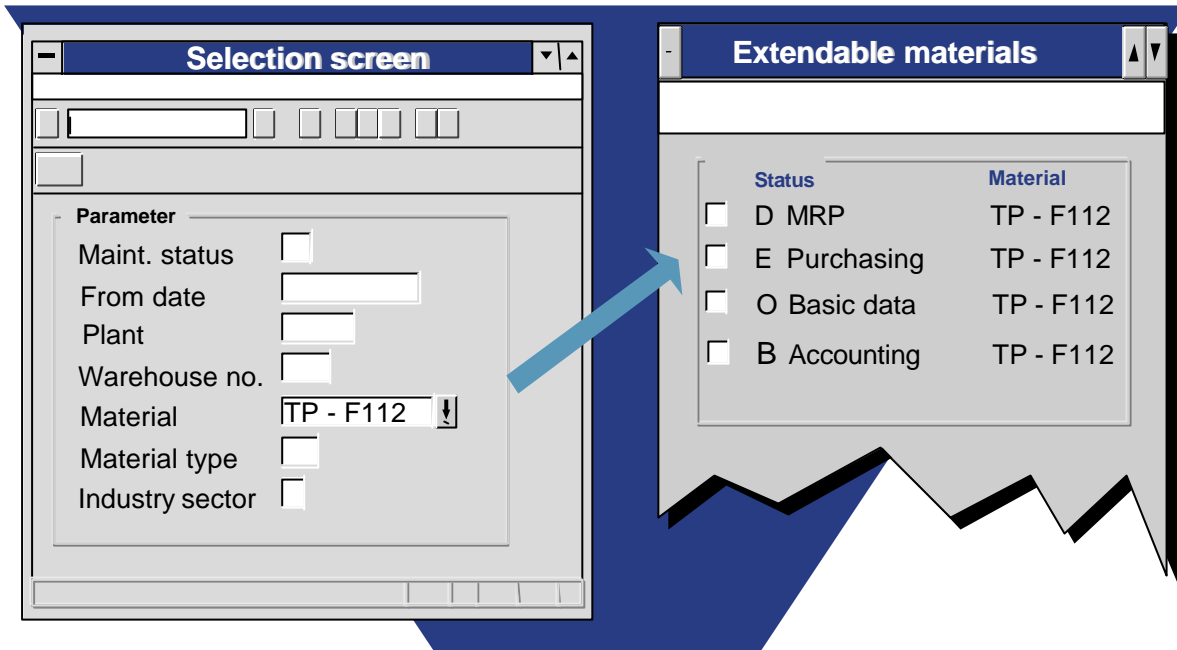 Selection screen
Parameter
Maint. status
From date
Plant
Warehouse no.
Material TP - F112
Material type
Industry sector
Extendable materials
Status Material
D MRP TP - F112
E Purchasing TP - F112
O Basic data TP - F112
B Accounting TP - F112